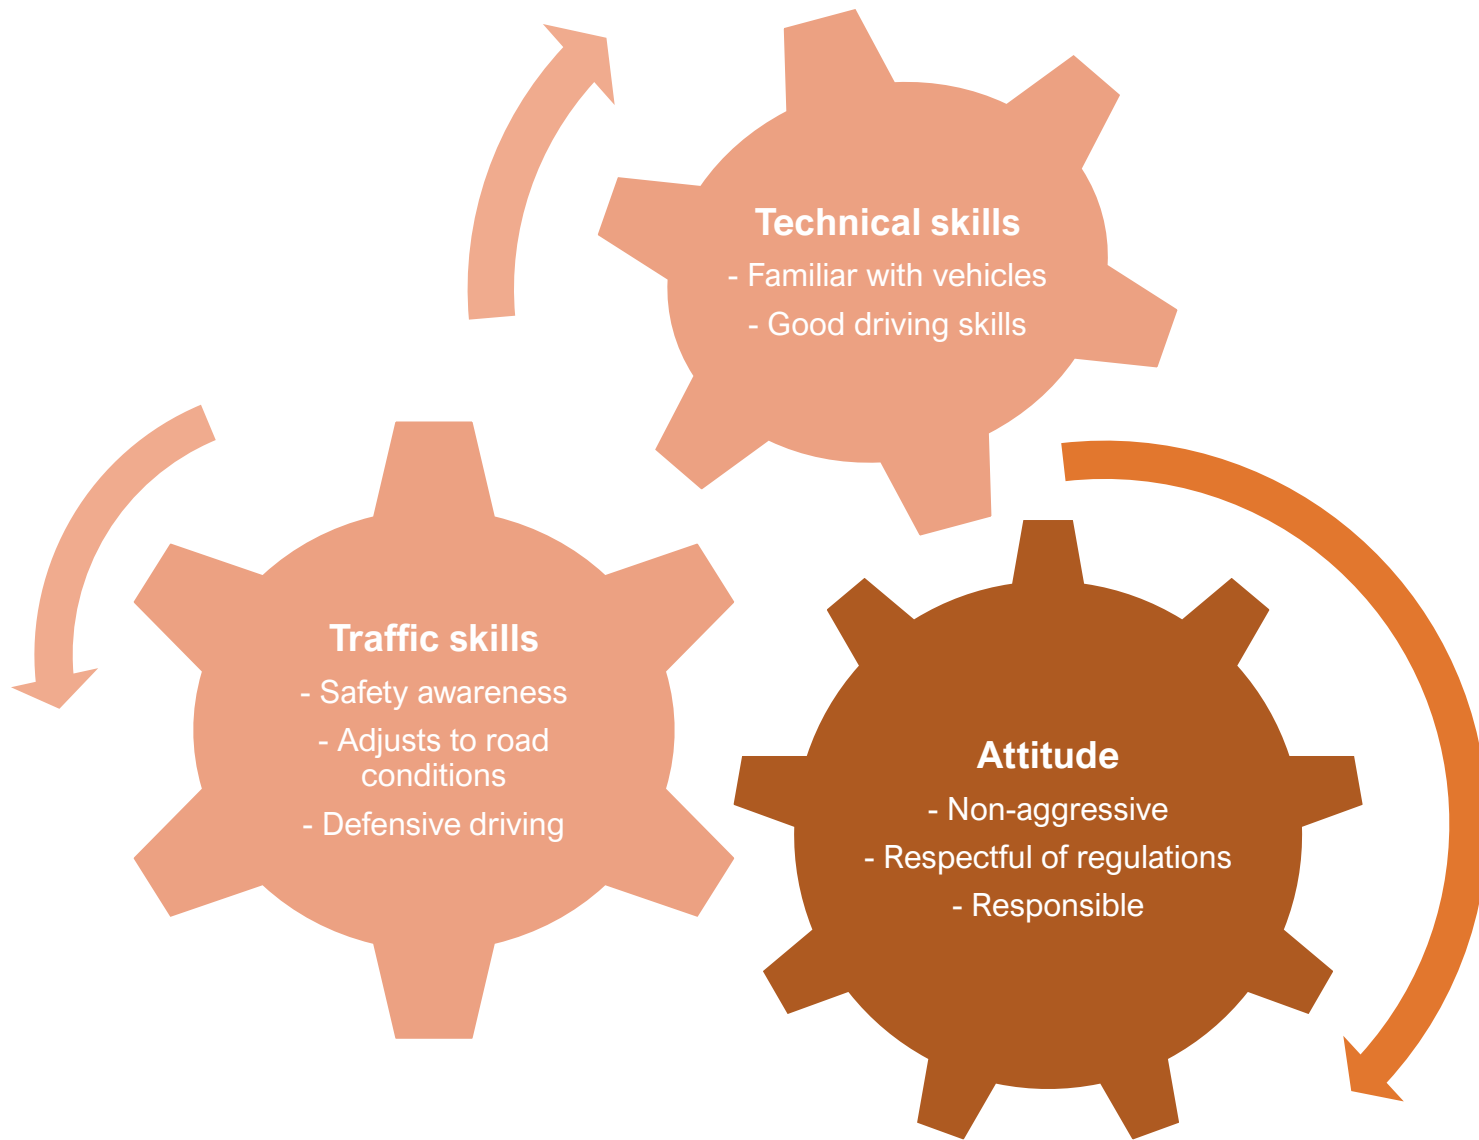 Technical skills
- Familiar with vehicles
- Good driving skills
Traffic skills
- Safety awareness
- Adjusts to road
conditions
- Defensive driving
Attitude
- Non-aggressive
- Respectful of regulations
- Responsible